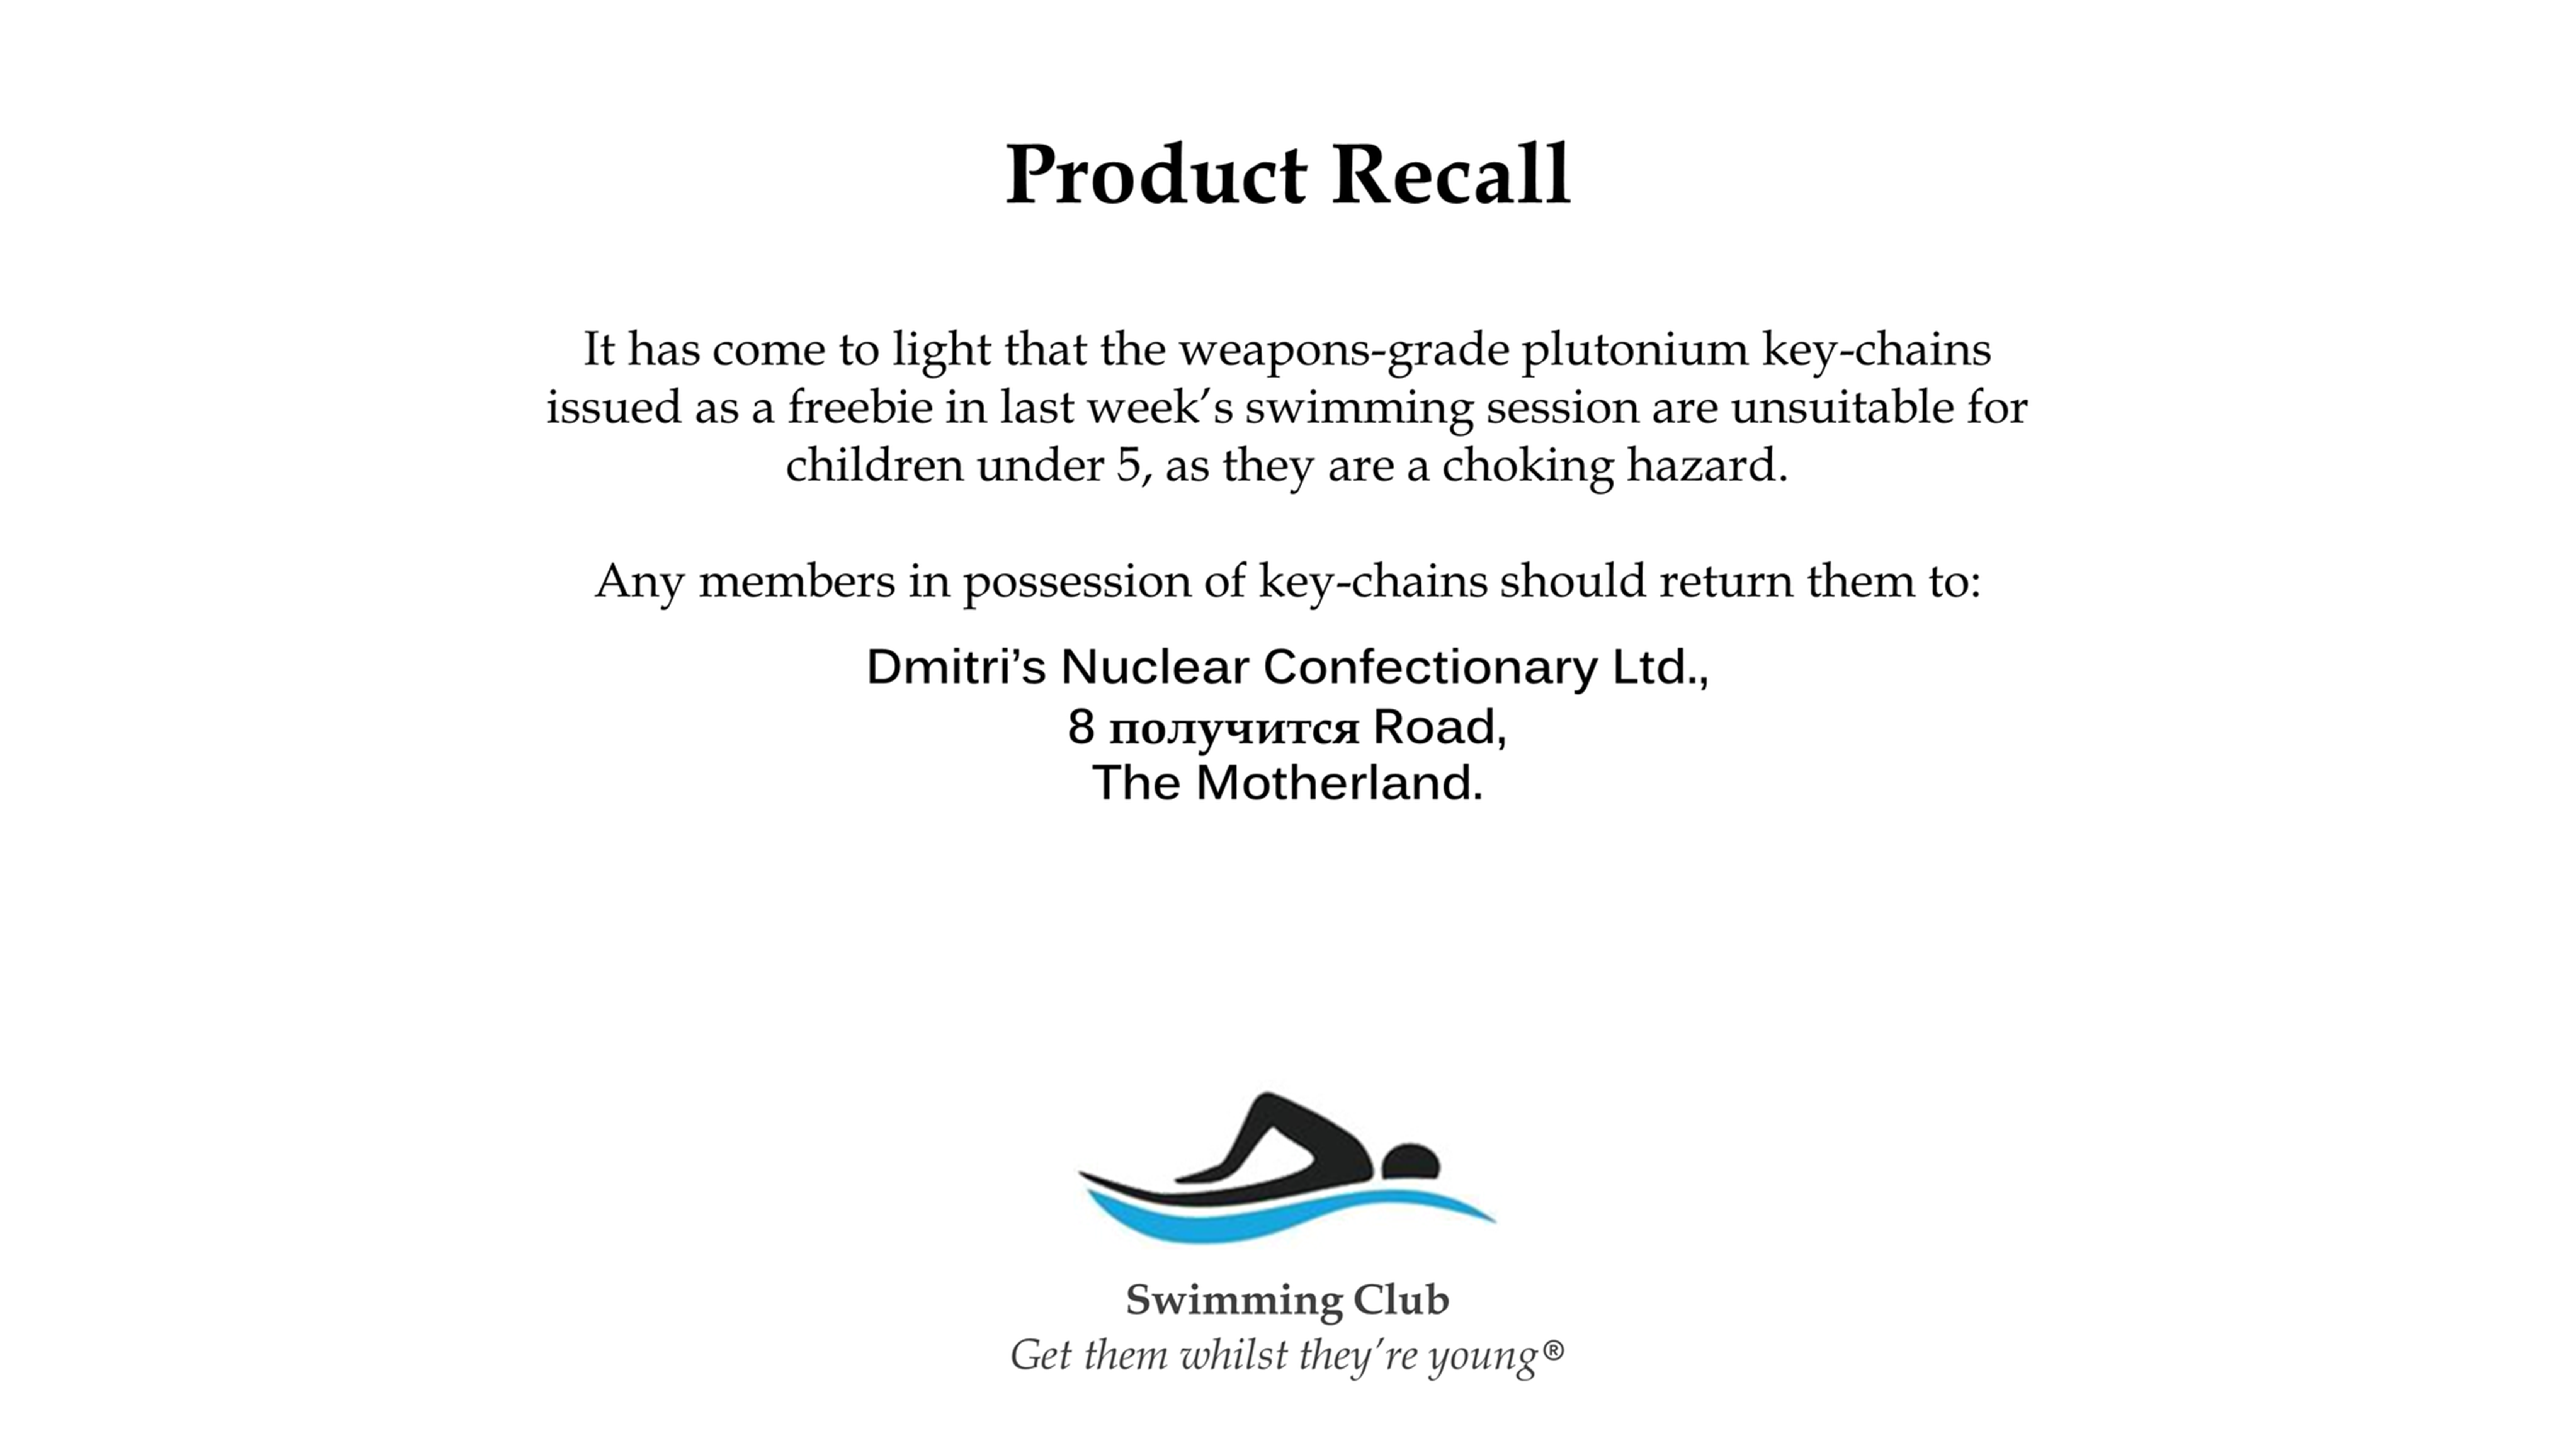 Product Recall
It has come to light that the weapons-grade plutonium key-chains
issued as a freebie in last week’s swimming session are unsuitable for
children under 5, as they are a choking hazard.
Any members in possession of key-chains should return them to:
Dmitri’s Nuclear Confectionary Ltd.,
8 получится Road,
The Motherland.
Swimming Club
Get them whilst they’re young®